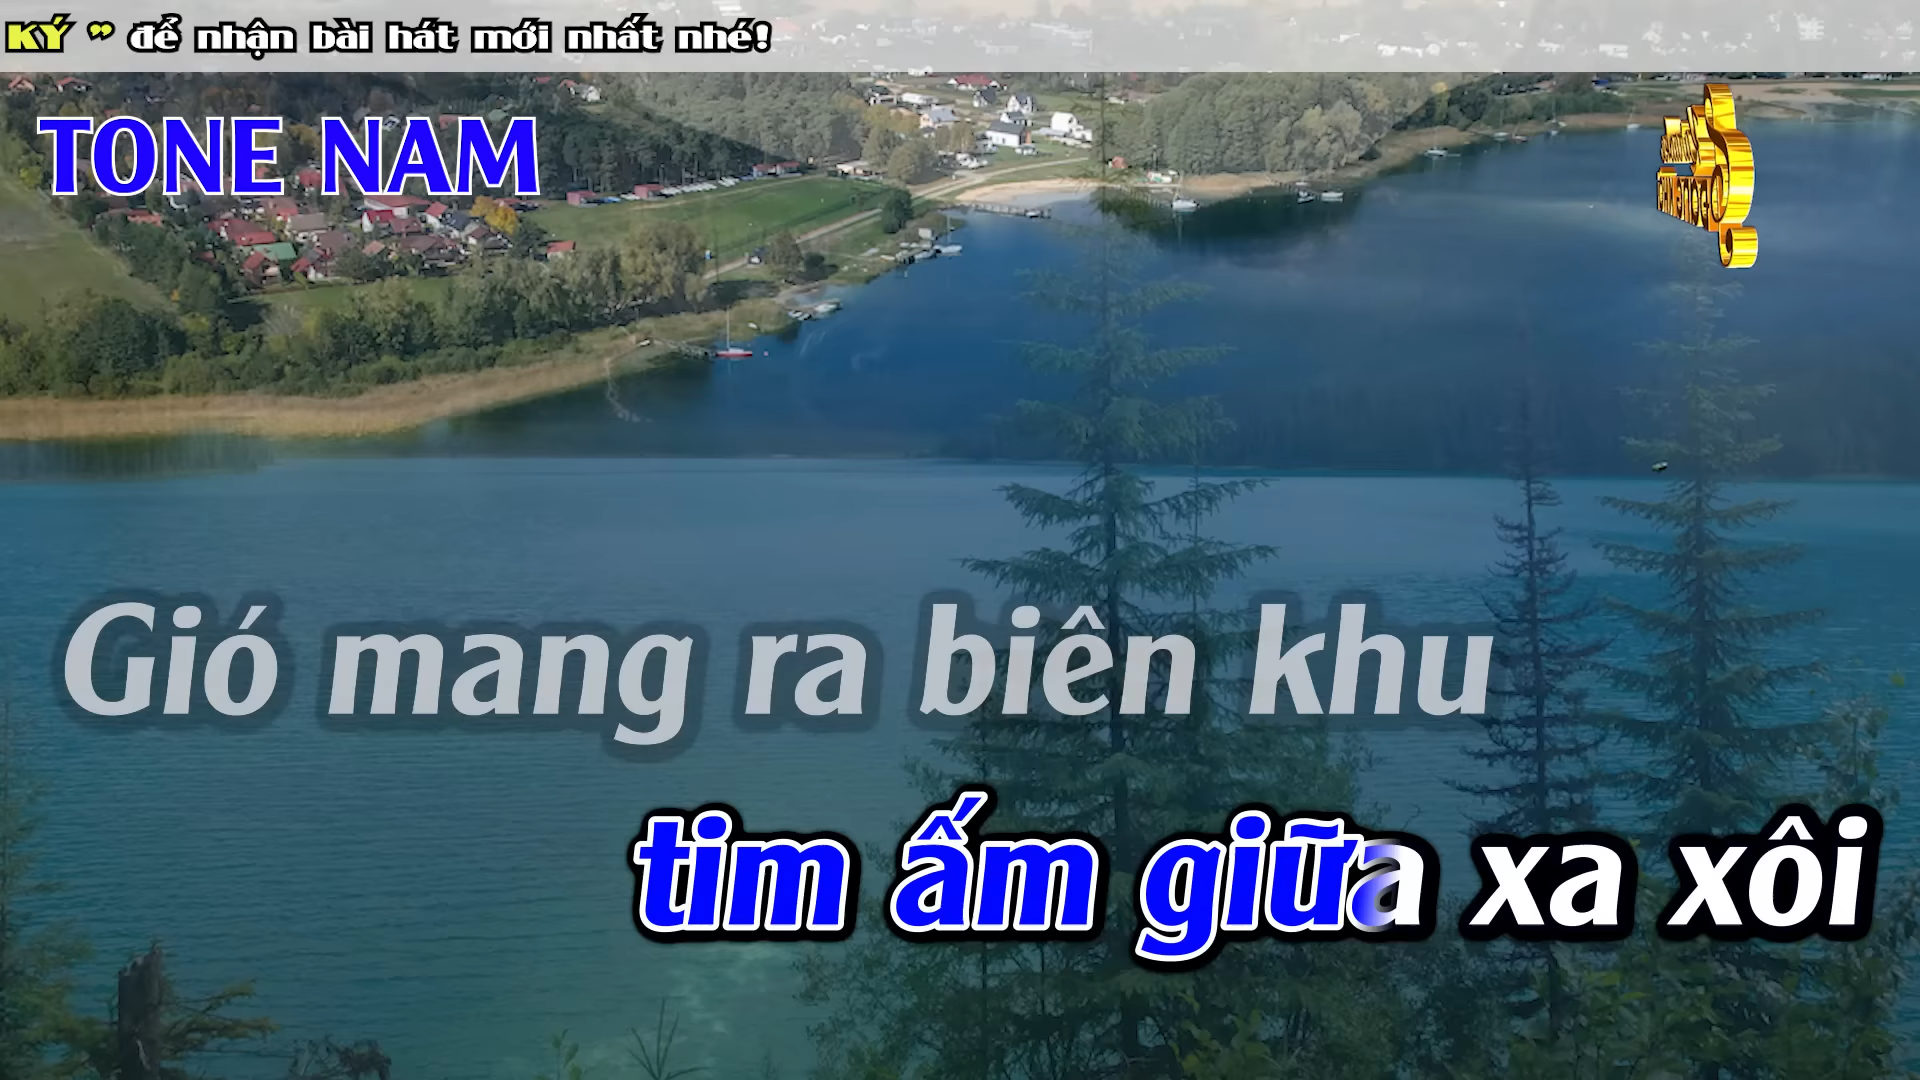 KÝ ” để nhận bài hát mới nhất nhé!
TONE NAM
Gió mang ra biên khu
tim ấm giữa xa xôi